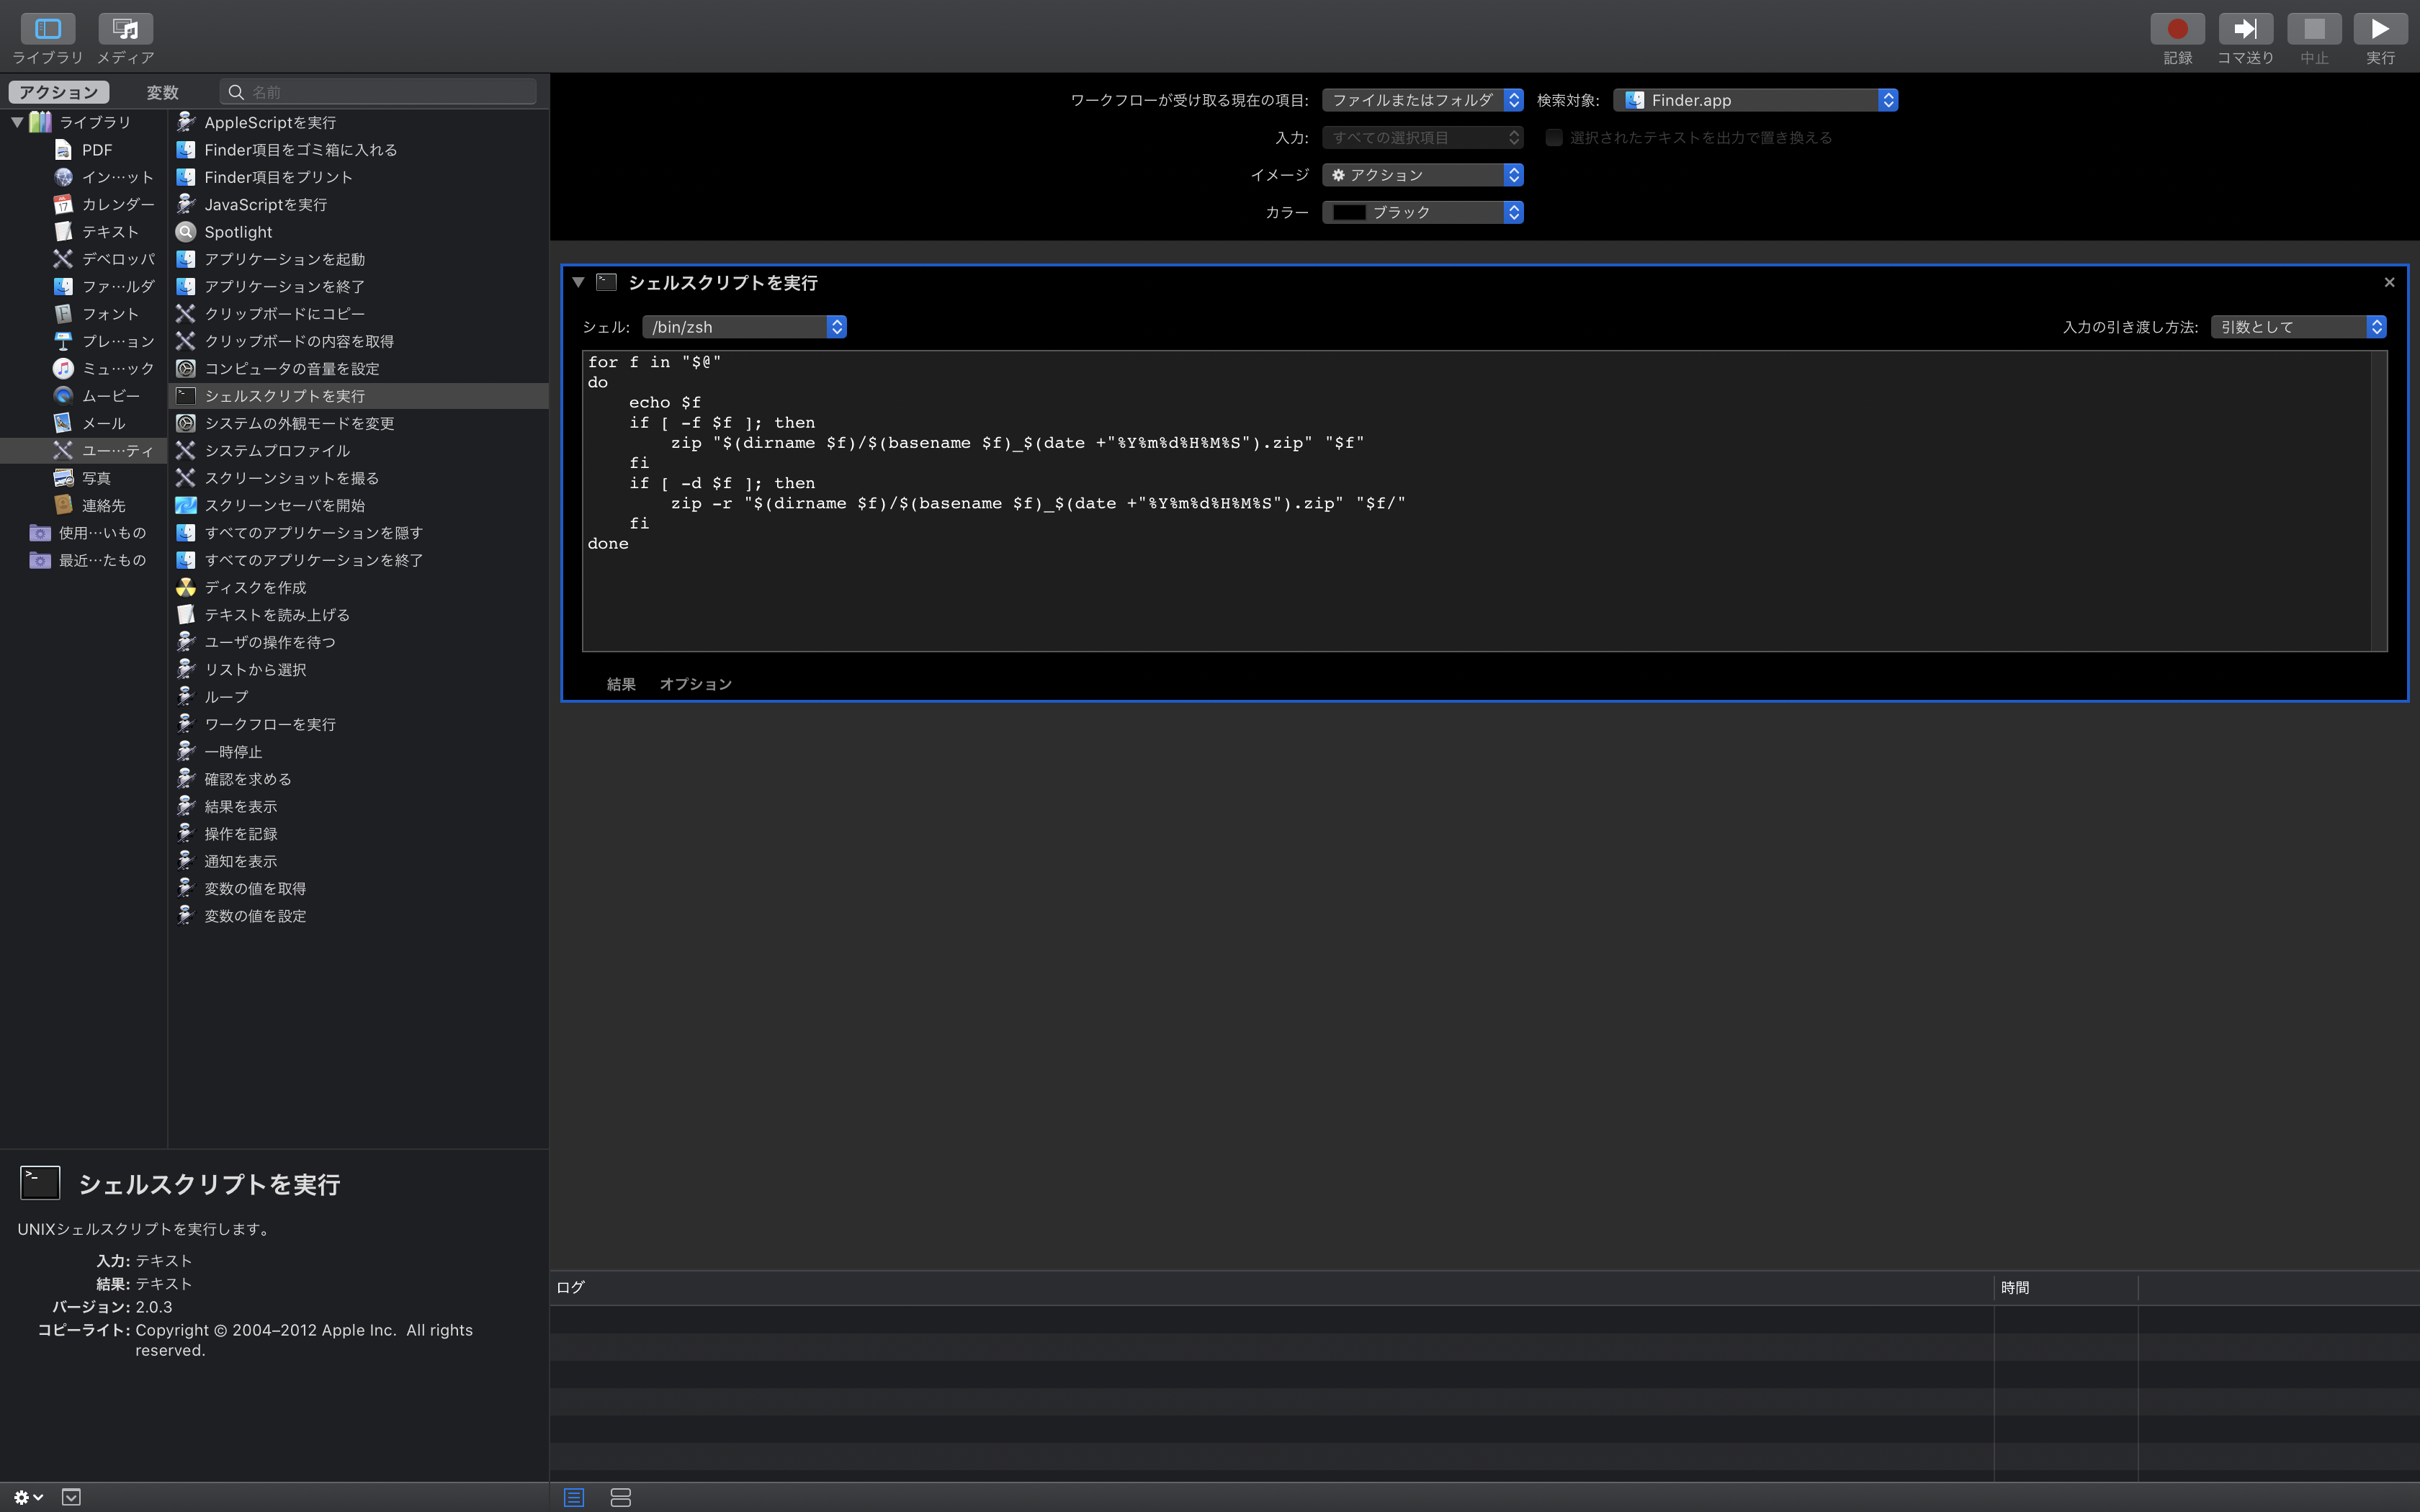 ライブラリ
メディア
記録
コマ送り
中止
実行
アクション
変数
名前
ライブラリ
PDF
イン…ット
カレンダー
テキスト
デベロッパ
ファ…ルダ
フォント
プレ…ョン
ミュ…ック
ムービー
メール
ユー…ティ
写真
連絡先
使用…いもの
最近…たもの
AppleScriptを実行
Finder項目をゴミ箱に入れる
Finder項目をプリント
JavaScriptを実行
Spotlight
アプリケーションを起動
アプリケーションを終了
クリップボードにコピー
クリップボードの内容を取得
コンピュータの音量を設定
シェルスクリプトを実行
システムの外観モードを変更
システムプロファイル
スクリーンショットを撮る
スクリーンセーバを開始
すべてのアプリケーションを隠す
すべてのアプリケーションを終了
ディスクを作成
テキストを読み上げる
ユーザの操作を待つ
リストから選択
ループ
ワークフローを実行
一時停止
確認を求める
結果を表示
操作を記録
通知を表示
変数の値を取得
変数の値を設定
シェルスクリプトを実行
UNIXシェルスクリプトを実行します。
入力: テキスト
結果: テキスト
バージョン: 2.0.3
コピーライト: Copyright © 2004–2012 Apple Inc. All rights
reserved.
ワークフローが受け取る現在の項目: ファイルまたはフォルダ 検索対象: Finder.app
入力: すべての選択項目 選択されたテキストを出力で置き換える
イメージ アクション
カラー ブラック
シェルスクリプトを実行
シェル: /bin/zsh 入力の引き渡し方法: 引数として
for f in "$@"
do
    echo $f
    if [ -f $f ]; then
        zip "$(dirname $f)/$(basename $f)_$(date +"%Y%m%d%H%M%S").zip" "$f"
    fi
    if [ -d $f ]; then
        zip -r "$(dirname $f)/$(basename $f)_$(date +"%Y%m%d%H%M%S").zip" "$f/"
    fi
done
結果 オプション
ログ 時間